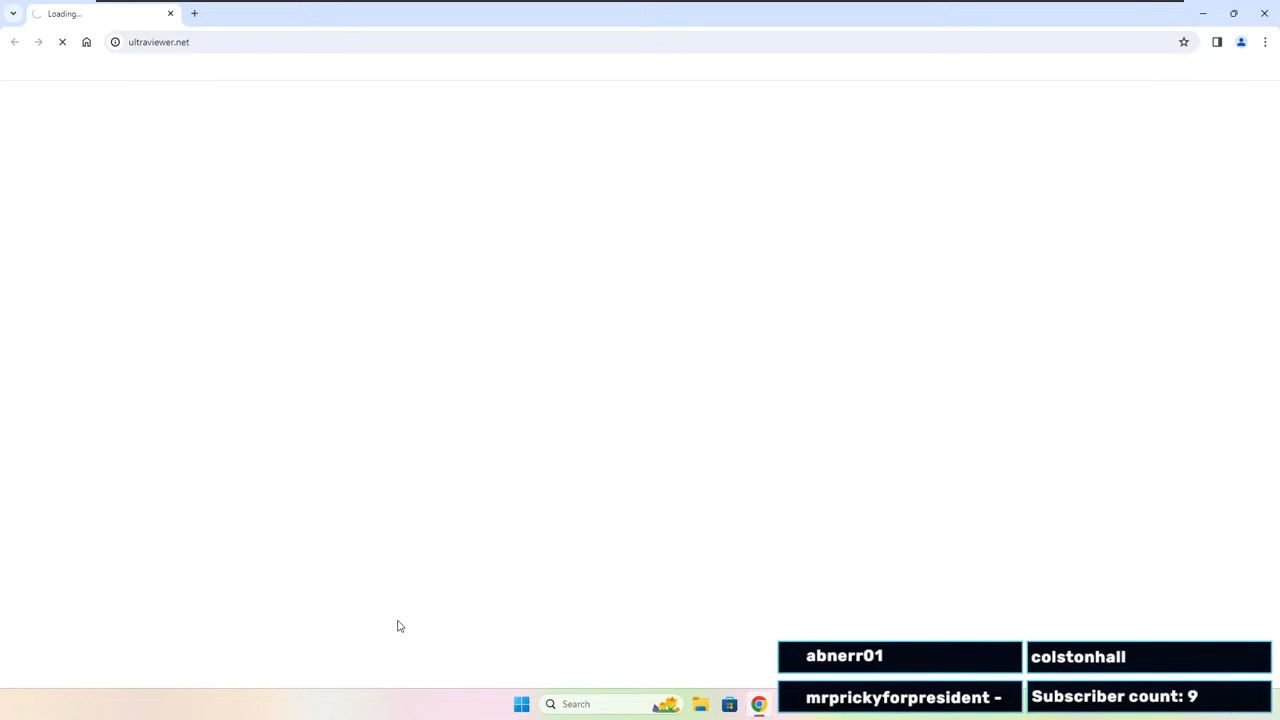 Loading...
ultraviewer.net
Search
abnerr01
colstonhall
mrprickyforpresident -
Subscriber count: 9